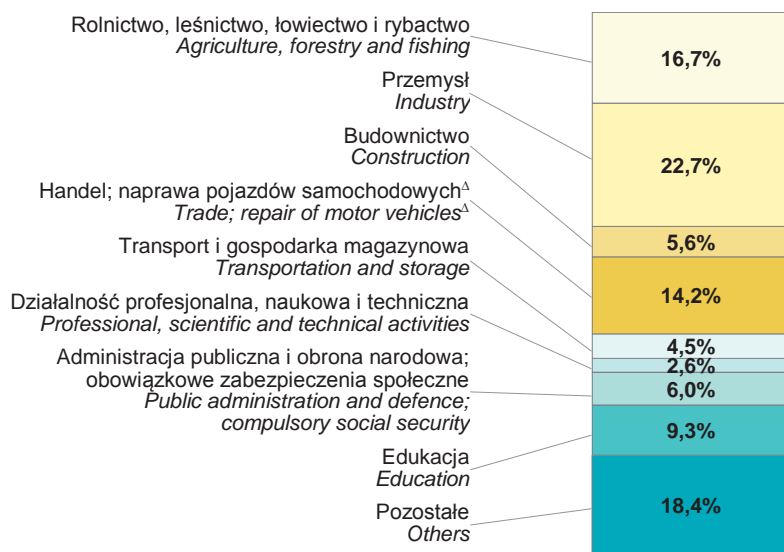 Rolnictwo, leśnictwo, łowiectwo i rybactwo
Agriculture, forestry and fishing
16,7%
Przemysł
Industry
22,7%
Budownictwo
Construction
5,6%
Handel; naprawa pojazdów samochodowychᐃ
Trade; repair of motor vehiclesᐃ
14,2%
Transport i gospodarka magazynowa
Transportation and storage
4,5%
Działalność profesjonalna, naukowa i techniczna
Professional, scientific and technical activities
2,6%
Administracja publiczna i obrona narodowa;
obowiązkowe zabezpieczenia społeczne
Public administration and defence;
compulsory social security
6,0%
Edukacja
Education
9,3%
Pozostałe
Others
18,4%